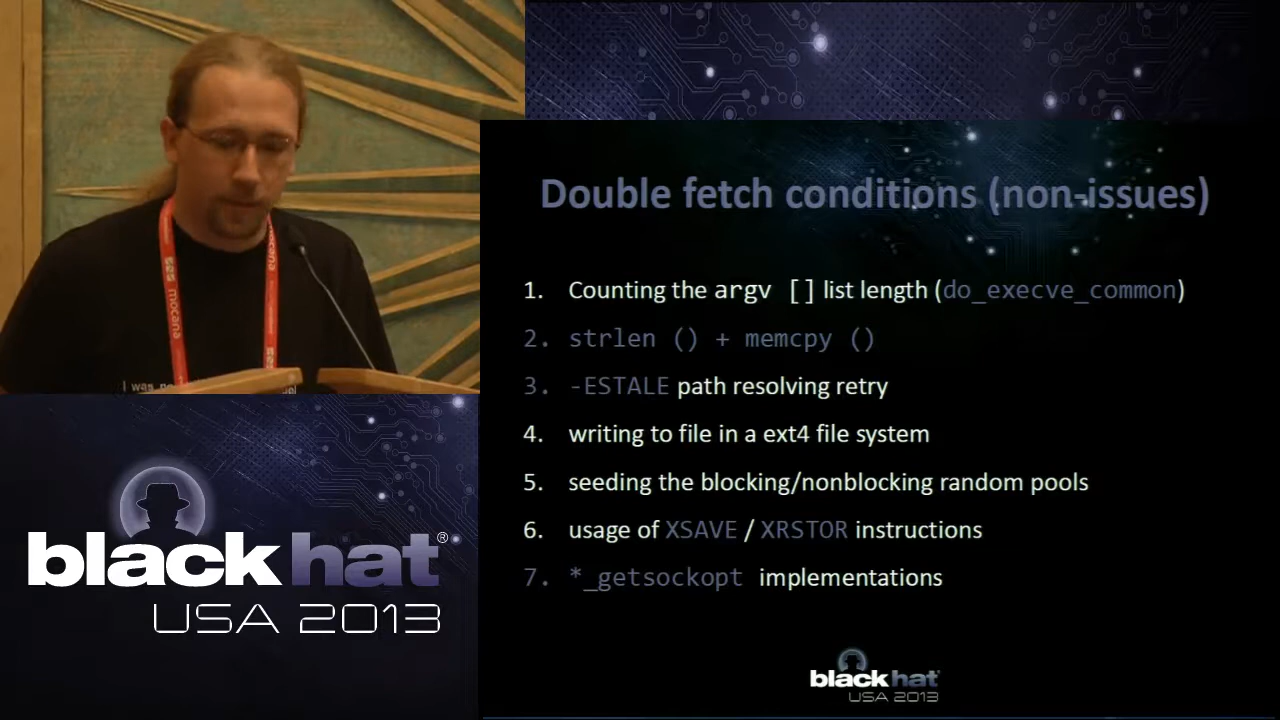 Double fetch conditions (non-issues)
1. Counting the argv [] list length (do_execve_common)
2. strlen () + memcpy ()
3. -ESTALE path resolving retry
4. writing to file in a ext4 file system
5. seeding the blocking/nonblocking random pools
6. usage of XSAVE / XRSTOR instructions
7. *_getsockopt implementations
black hat
USA 2013
mocana
mocana
I was
black hat®
USA 2013